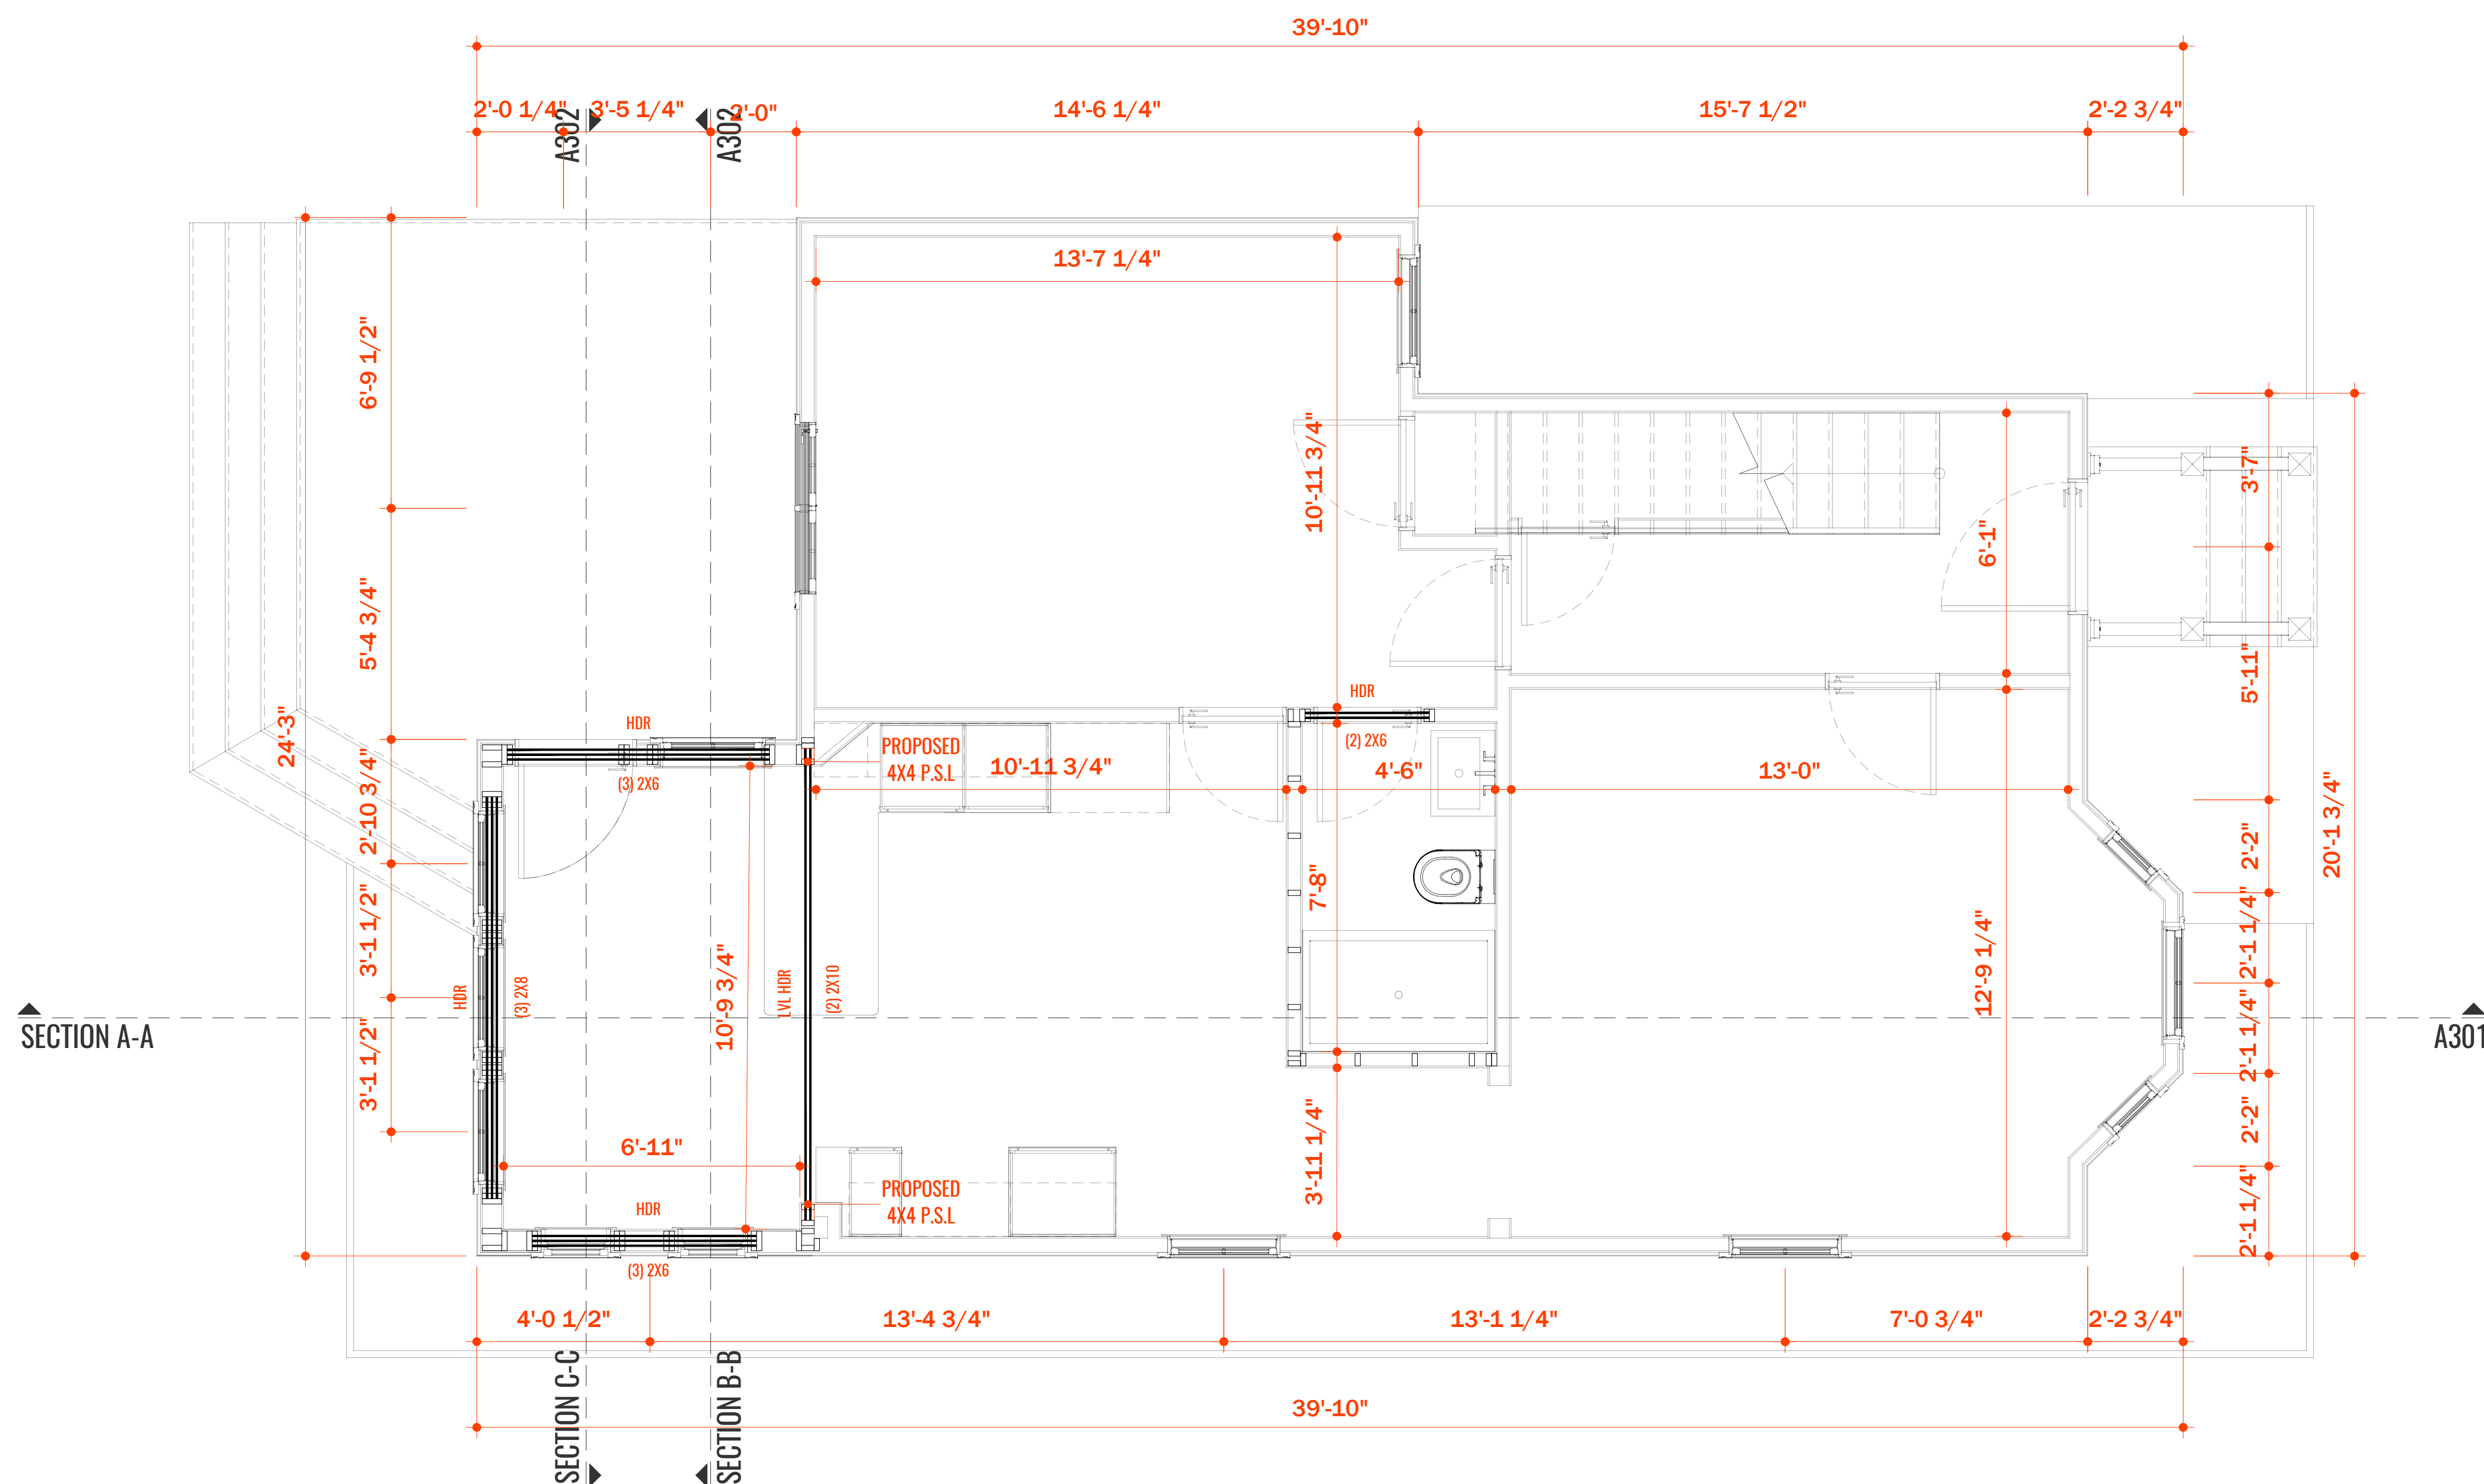 39'-10"
2'-0 1/4"
3'-5 1/4"
2'-0"
14'-6 1/4"
15'-7 1/2"
2'-2 3/4"
A302
A302
13'-7 1/4"
6'-9 1/2"
10'-11 3/4"
3'-7"
6'-1"
5'-4 3/4"
5'-11"
24'-3"
HDR
HDR
(2) 2X6
PROPOSED
4X4 P.S.L
10'-11 3/4"
4'-6"
13'-0"
(3) 2X6
2'-10 3/4"
20'-1 3/4"
2'-2"
7'-8"
3'-1 1/2"
2'-1 1/4"
12'-9 1/4"
10'-9 3/4"
HDR
(3) 2X8
LVL HDR
(2) 2X10
SECTION A-A
A301
3'-1 1/2"
2'-1 1/4"
2'-2"
6'-11"
3'-11 1/4"
PROPOSED
4X4 P.S.L
HDR
2'-1 1/4"
(3) 2X6
4'-0 1/2"
13'-4 3/4"
13'-1 1/4"
7'-0 3/4"
2'-2 3/4"
SECTION C-C
SECTION B-B
39'-10"